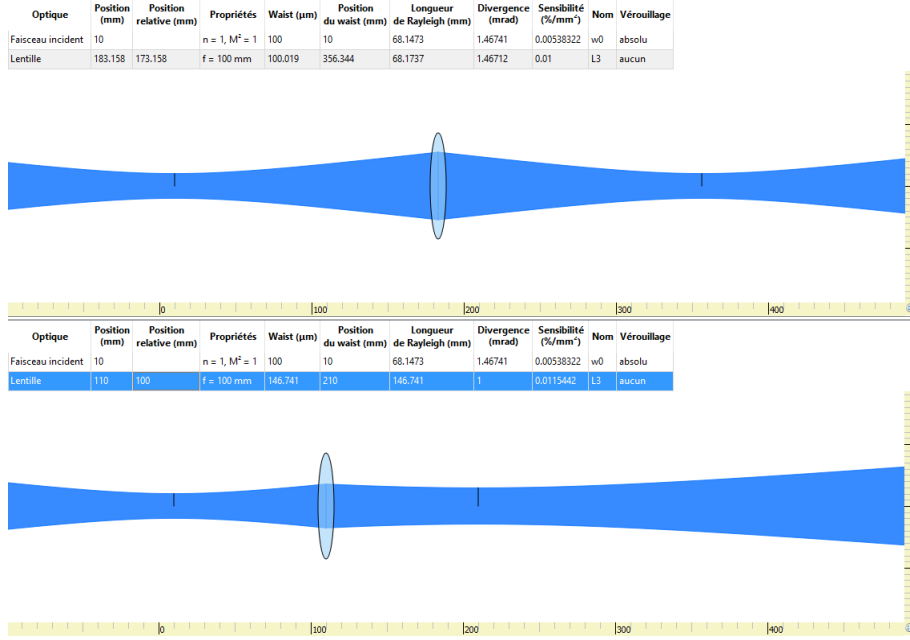 Optique Position (mm) Position relative (mm) Propriétés Waist (µm) Position du waist (mm) Longueur de Rayleigh (mm) Divergence (mrad) Sensibilité (%/mm²) Nom Vérouillage
Faisceau incident 10 n = 1, M² = 1 100 10 68.1473 1.46741 0.00538322 w0 absolu
Lentille 183.158 173.158 f = 100 mm 100.019 356.344 68.1737 1.46712 0.01 L3 aucun
0 100 200 300 400
Optique Position (mm) Position relative (mm) Propriétés Waist (µm) Position du waist (mm) Longueur de Rayleigh (mm) Divergence (mrad) Sensibilité (%/mm²) Nom Vérouillage
Faisceau incident 10 n = 1, M² = 1 100 10 68.1473 1.46741 0.00538322 w0 absolu
Lentille 110 100 f = 100 mm 146.741 210 146.741 1 0.0115442 L3 aucun
0 100 200 300 400